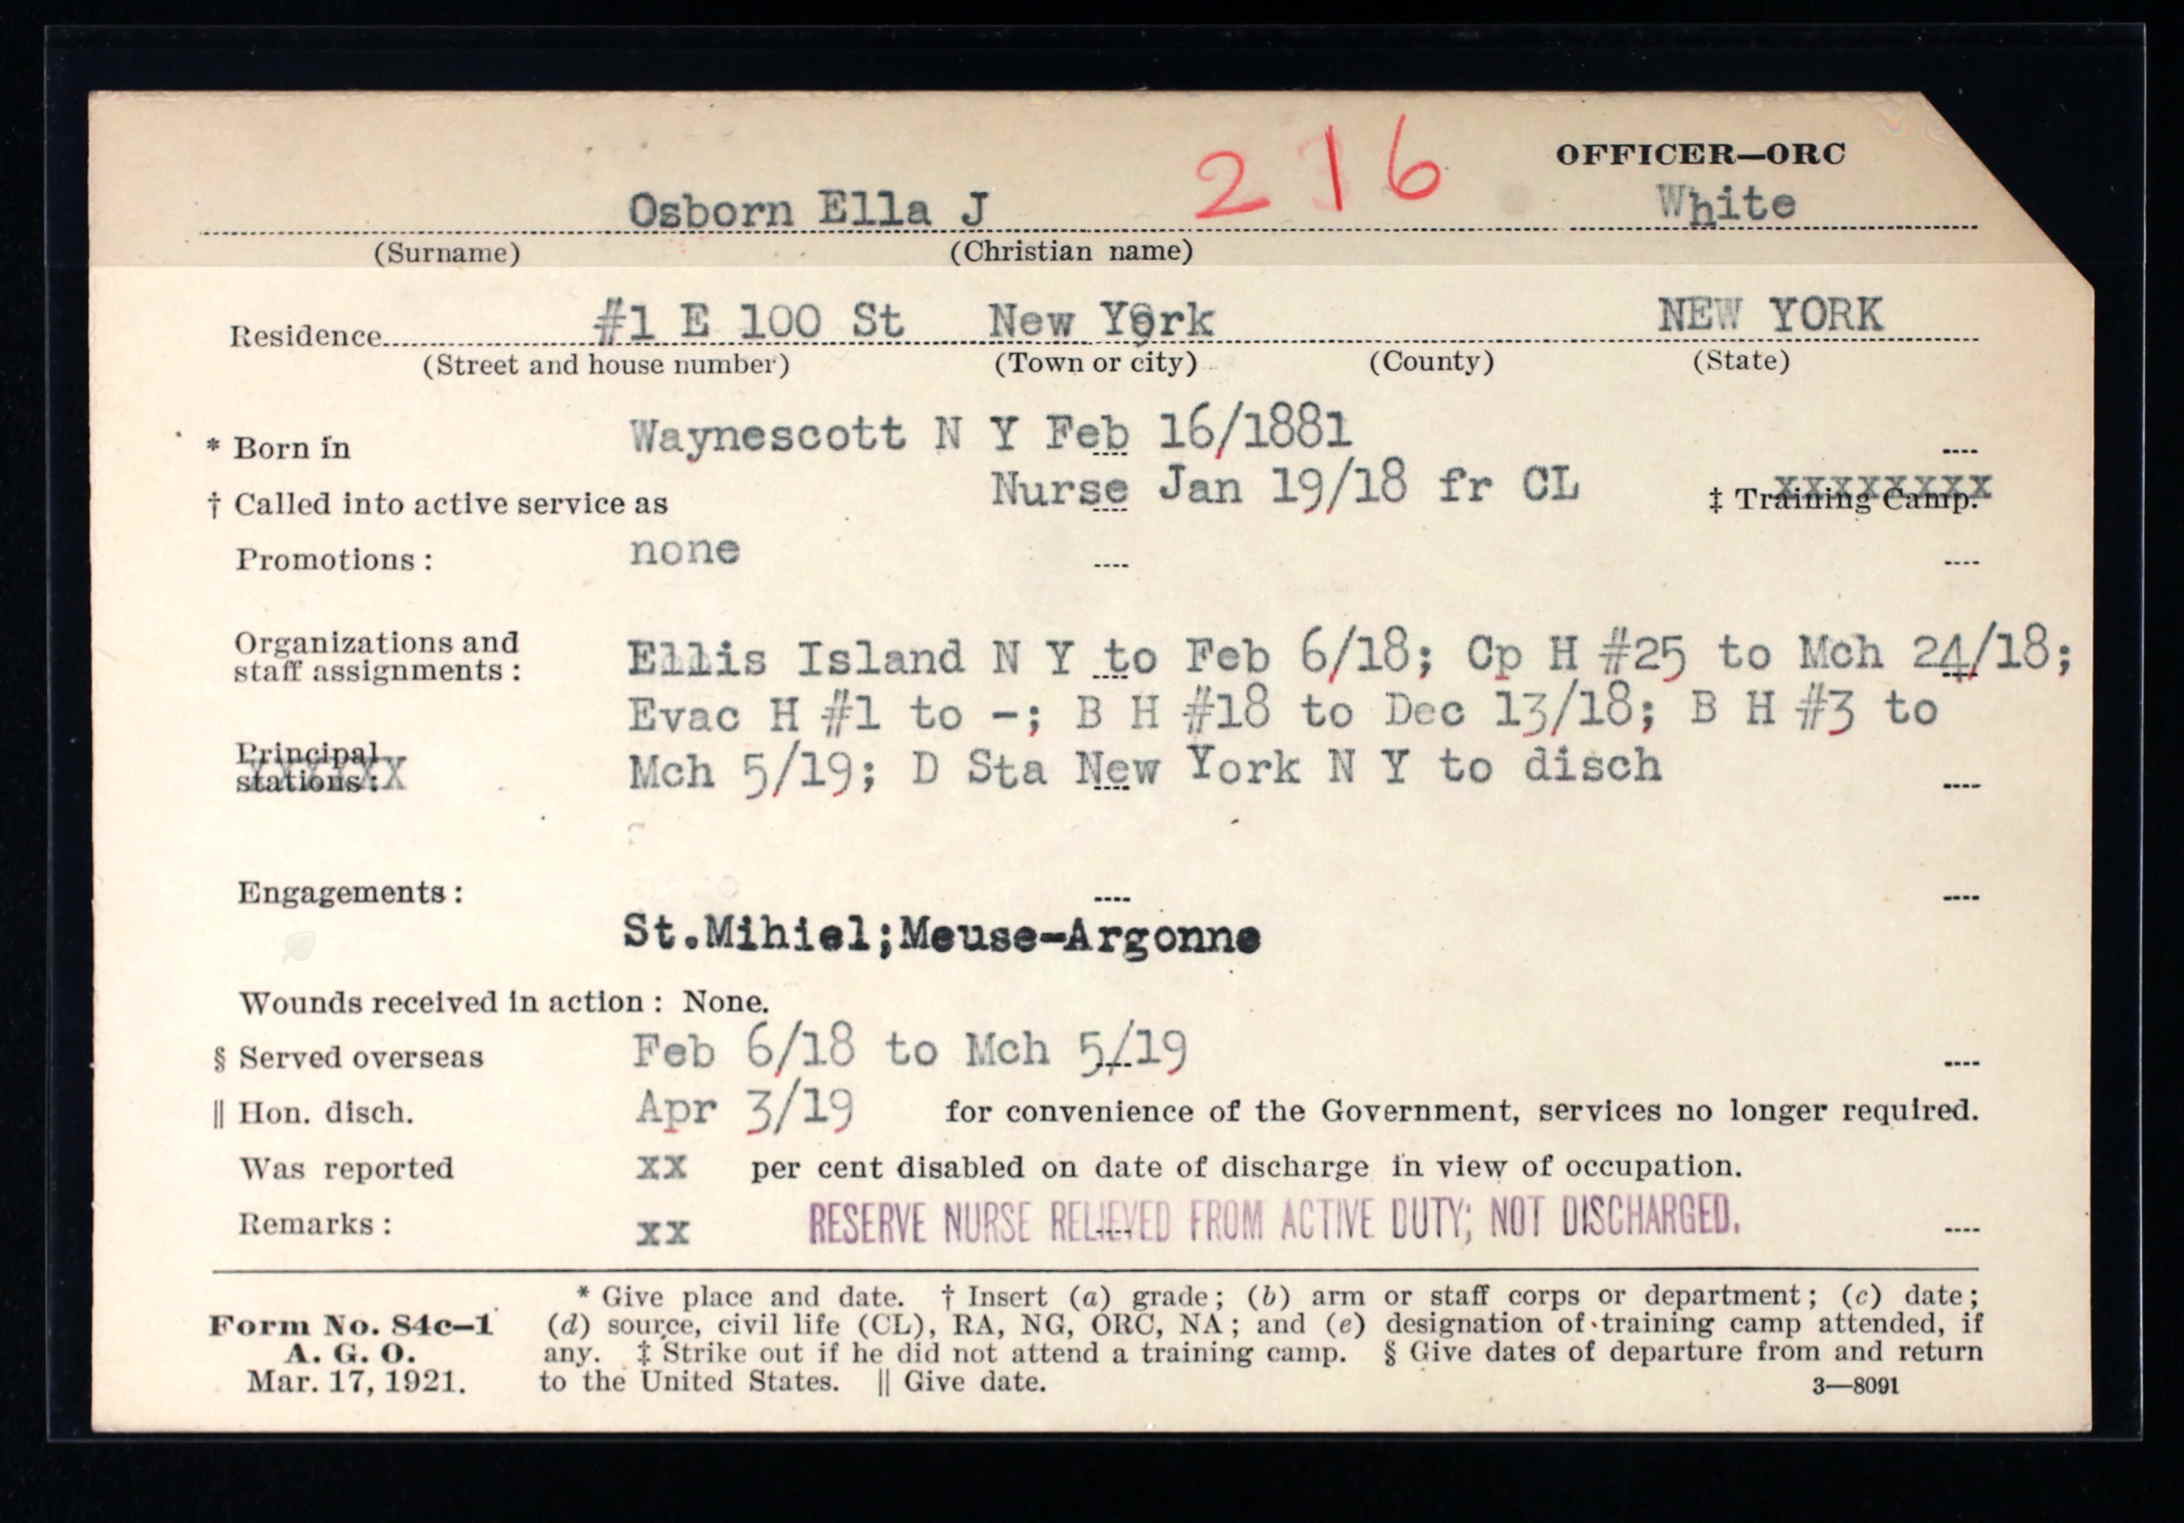 2 16
OFFICER—ORC
Osborn Ella J White
(Surname) (Christian name)
Residence #1 E 100 St New York NEW YORK
(Street and house number) (Town or city) (County) (State)
* Born in Waynescott N Y Feb 16/1881
† Called into active service as Nurse Jan 19/18 fr CL ‡ Training Camp: xxxxxxxx
Promotions: none
Organizations and
staff assignments: Ellis Island N Y to Feb 6/18; Cp H #25 to Mch 24/18;
Evac H #1 to -; B H #18 to Dec 13/18; B H #3 to
Principal
stations: Mch 5/19; D Sta New York N Y to disch
Engagements:
St.Mihiel;Meuse-Argonne
Wounds received in action: None.
§ Served overseas Feb 6/18 to Mch 5/19
|| Hon. disch. Apr 3/19 for convenience of the Government, services no longer required.
Was reported xx per cent disabled on date of discharge in view of occupation.
Remarks: xx RESERVE NURSE RELIEVED FROM ACTIVE DUTY; NOT DISCHARGED.
* Give place and date. † Insert (a) grade; (b) arm or staff corps or department; (c) date;
Form No. 84c–1 (d) source, civil life (CL), RA, NG, ORC, NA; and (e) designation of training camp attended, if
A. G. O. any. ‡ Strike out if he did not attend a training camp. § Give dates of departure from and return
Mar. 17, 1921. to the United States. || Give date. 3—8091